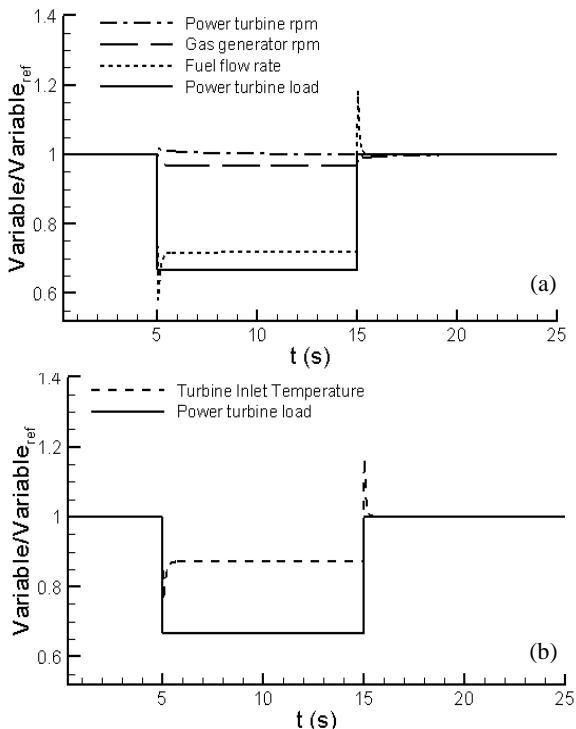 Power turbine rpm
Gas generator rpm
Fuel flow rate
Power turbine load
1.4
1.2
1
0.8
0.6
Variable/Variable_ref
5
10
15
20
25
t (s)
(a)
Turbine Inlet Temperature
Power turbine load
1.4
1.2
1
0.8
0.6
Variable/Variable_ref
5
10
15
20
25
t (s)
(b)